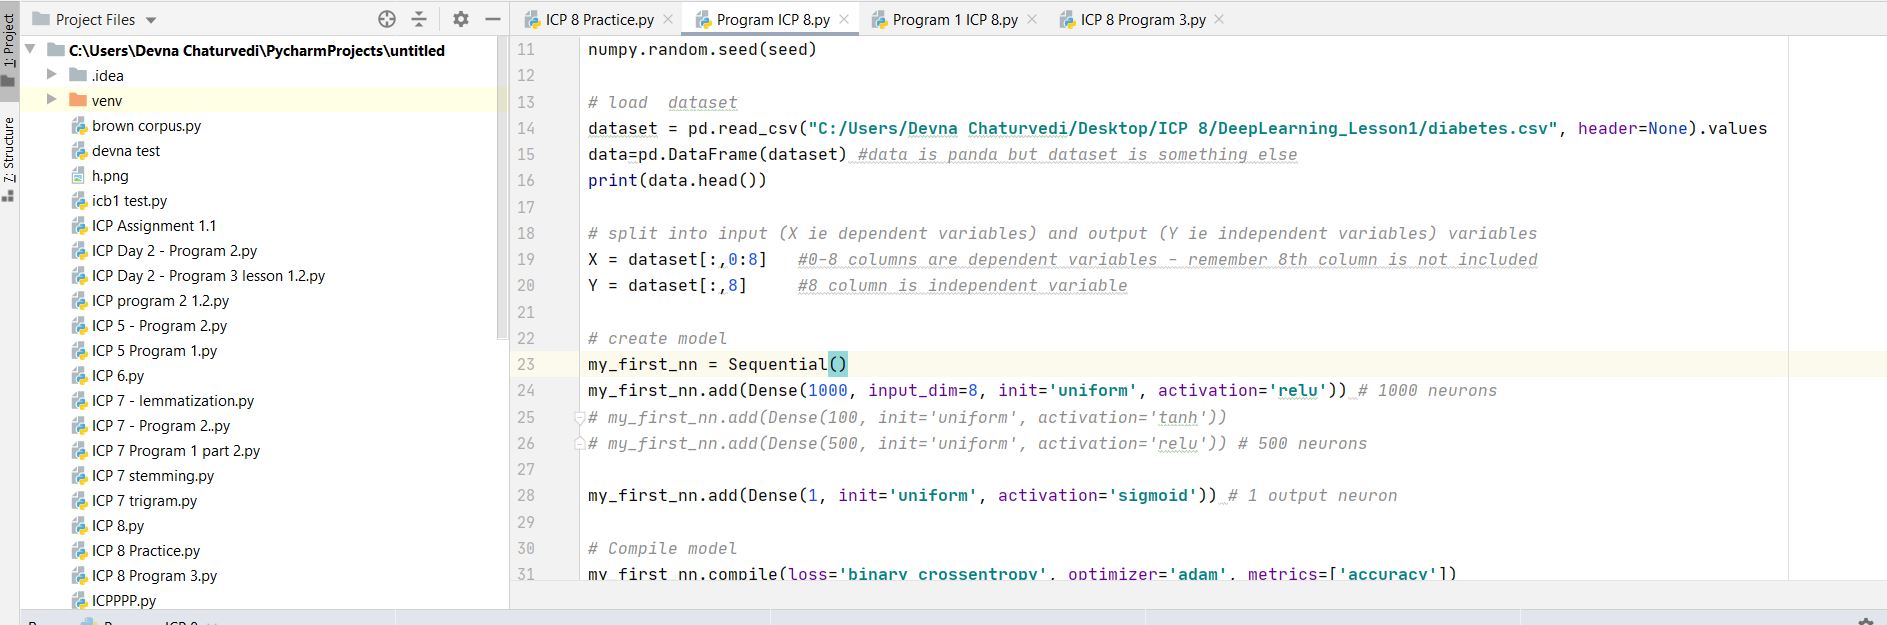 1: Project
7: Structure
Project Files
C:\Users\Devna Chaturvedi\PycharmProjects\untitled
.idea
venv
brown corpus.py
devna test
h.png
icb1 test.py
ICP Assignment 1.1
ICP Day 2 - Program 2.py
ICP Day 2 - Program 3 lesson 1.2.py
ICP program 2 1.2.py
ICP 5 - Program 2.py
ICP 5 Program 1.py
ICP 6.py
ICP 7 - lemmatization.py
ICP 7 - Program 2..py
ICP 7 Program 1 part 2.py
ICP 7 stemming.py
ICP 7 trigram.py
ICP 8.py
ICP 8 Practice.py
ICP 8 Program 3.py
ICPPPP.py
ICP 8 Practice.py Program ICP 8.py Program 1 ICP 8.py ICP 8 Program 3.py
11 numpy.random.seed(seed)
12
13 # load  dataset
14 dataset = pd.read_csv("C:/Users/Devna Chaturvedi/Desktop/ICP 8/DeepLearning_Lesson1/diabetes.csv", header=None).values
15 data=pd.DataFrame(dataset) #data is panda but dataset is something else
16 print(data.head())
17
18 # split into input (X ie dependent variables) and output (Y ie independent variables) variables
19 X = dataset[:,0:8]   #0-8 columns are dependent variables - remember 8th column is not included
20 Y = dataset[:,8]     #8 column is independent variable
21
22 # create model
23 my_first_nn = Sequential()
24 my_first_nn.add(Dense(1000, input_dim=8, init='uniform', activation='relu')) # 1000 neurons
25 # my_first_nn.add(Dense(100, init='uniform', activation='tanh'))
26 # my_first_nn.add(Dense(500, init='uniform', activation='relu')) # 500 neurons
27
28 my_first_nn.add(Dense(1, init='uniform', activation='sigmoid')) # 1 output neuron
29
30 # Compile model
31 my_first_nn.compile(loss='binary_crossentropy', optimizer='adam', metrics=['accuracy'])